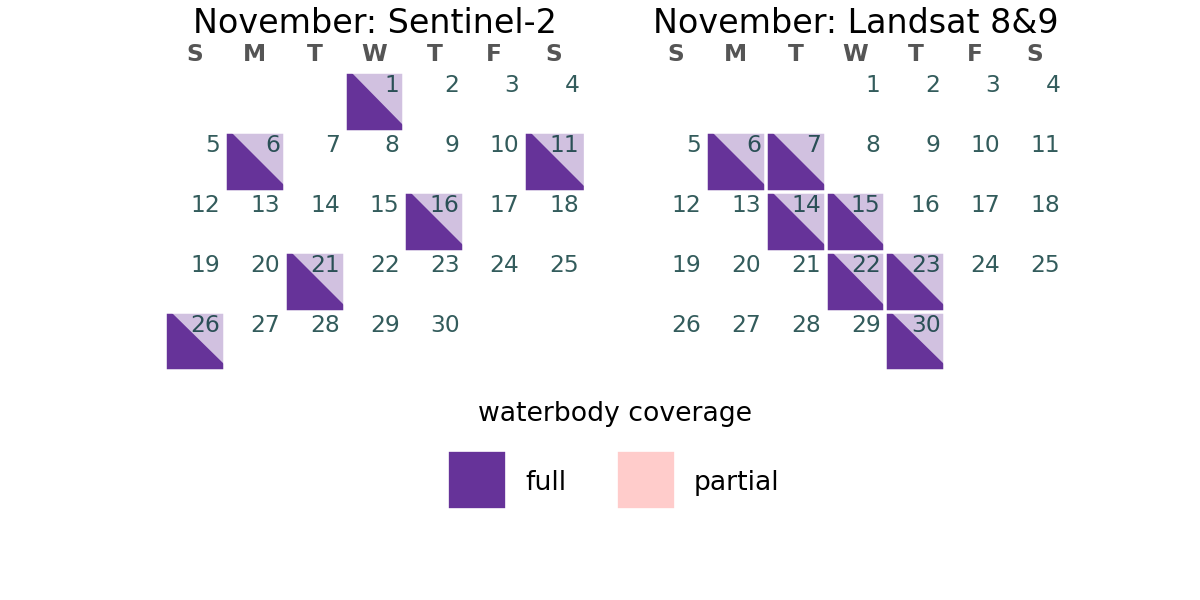 November: Sentinel-2
S M T W T F S
1 2 3 4
5 6 7 8 9 10 11
12 13 14 15 16 17 18
19 20 21 22 23 24 25
26 27 28 29 30
November: Landsat 8&9
S M T W T F S
1 2 3 4
5 6 7 8 9 10 11
12 13 14 15 16 17 18
19 20 21 22 23 24 25
26 27 28 29 30
waterbody coverage
full
partial